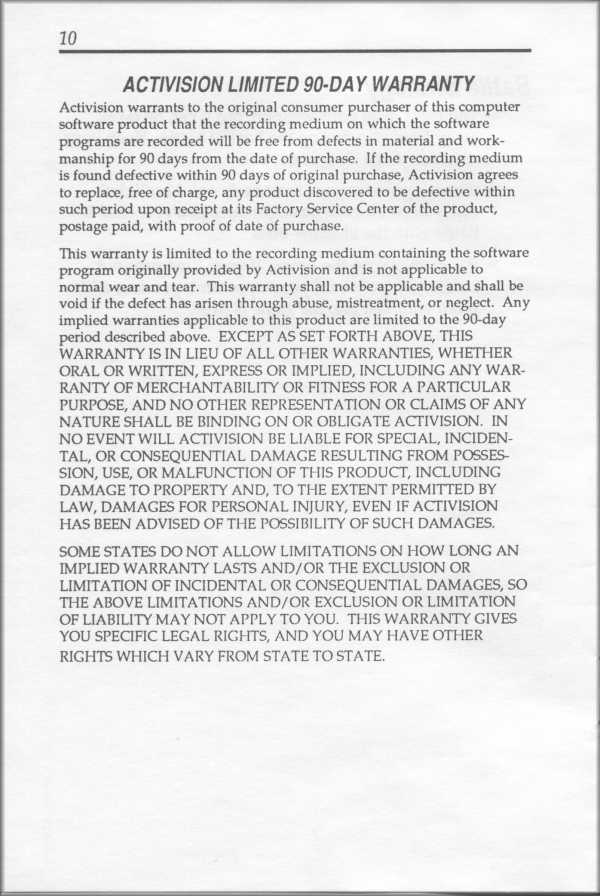 10
ACTIVISION LIMITED 90-DAY WARRANTY
Activision warrants to the original consumer purchaser of this computer
software product that the recording medium on which the software
programs are recorded will be free from defects in material and work-
manship for 90 days from the date of purchase. If the recording medium
is found defective within 90 days of original purchase, Activision agrees
to replace, free of charge, any product discovered to be defective within
such period upon receipt at its Factory Service Center of the product,
postage paid, with proof of date of purchase.
This warranty is limited to the recording medium containing the software
program originally provided by Activision and is not applicable to
normal wear and tear. This warranty shall not be applicable and shall be
void if the defect has arisen through abuse, mistreatment, or neglect. Any
implied warranties applicable to this product are limited to the 90-day
period described above. EXCEPT AS SET FORTH ABOVE, THIS
WARRANTY IS IN LIEU OF ALL OTHER WARRANTIES, WHETHER
ORAL OR WRITTEN, EXPRESS OR IMPLIED, INCLUDING ANY WAR-
RANTY OF MERCHANTABILITY OR FITNESS FOR A PARTICULAR
PURPOSE, AND NO OTHER REPRESENTATION OR CLAIMS OF ANY
NATURE SHALL BE BINDING ON OR OBLIGATE ACTIVISION. IN
NO EVENT WILL ACTIVISION BE LIABLE FOR SPECIAL, INCIDEN-
TAL, OR CONSEQUENTIAL DAMAGE RESULTING FROM POSSES-
SION, USE, OR MALFUNCTION OF THIS PRODUCT, INCLUDING
DAMAGE TO PROPERTY AND, TO THE EXTENT PERMITTED BY
LAW, DAMAGES FOR PERSONAL INJURY, EVEN IF ACTIVISION
HAS BEEN ADVISED OF THE POSSIBILITY OF SUCH DAMAGES.
SOME STATES DO NOT ALLOW LIMITATIONS ON HOW LONG AN
IMPLIED WARRANTY LASTS AND/OR THE EXCLUSION OR
LIMITATION OF INCIDENTAL OR CONSEQUENTIAL DAMAGES, SO
THE ABOVE LIMITATIONS AND/OR EXCLUSION OR LIMITATION
OF LIABILITY MAY NOT APPLY TO YOU. THIS WARRANTY GIVES
YOU SPECIFIC LEGAL RIGHTS, AND YOU MAY HAVE OTHER
RIGHTS WHICH VARY FROM STATE TO STATE.